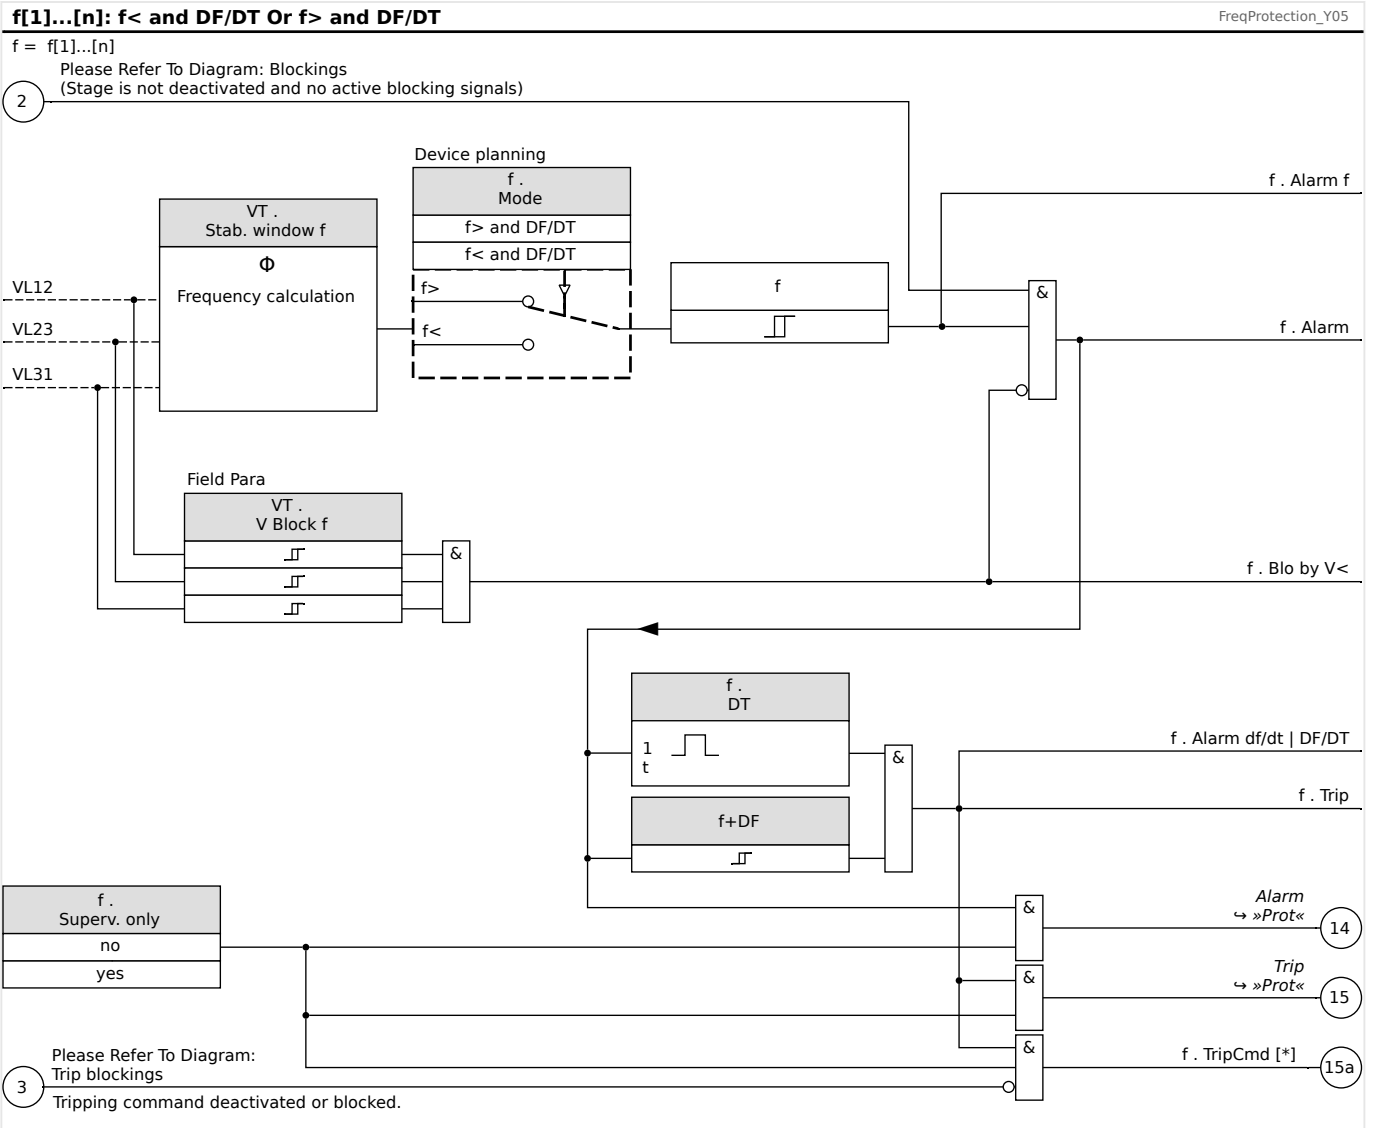 f[1]...[n]: f< and DF/DT Or f> and DF/DT
FreqProtection_Y05
f = f[1]...[n]
Please Refer To Diagram: Blockings
(Stage is not deactivated and no active blocking signals)
2
Device planning
f .
Mode
f> and DF/DT
f< and DF/DT
f . Alarm f
VT .
Stab. window f
Φ
Frequency calculation
VL12
VL23
VL31
f>
f<
f
&
f . Alarm
Field Para
VT .
V Block f
&
f . Blo by V<
f .
DT
1
t
&
f+DF
f . Alarm df/dt | DF/DT
f . Trip
f .
Superv. only
no
yes
&
Alarm
↪ »Prot«
14
&
Trip
↪ »Prot«
15
&
f . TripCmd [*]
15a
Please Refer To Diagram:
Trip blockings
3
Tripping command deactivated or blocked.